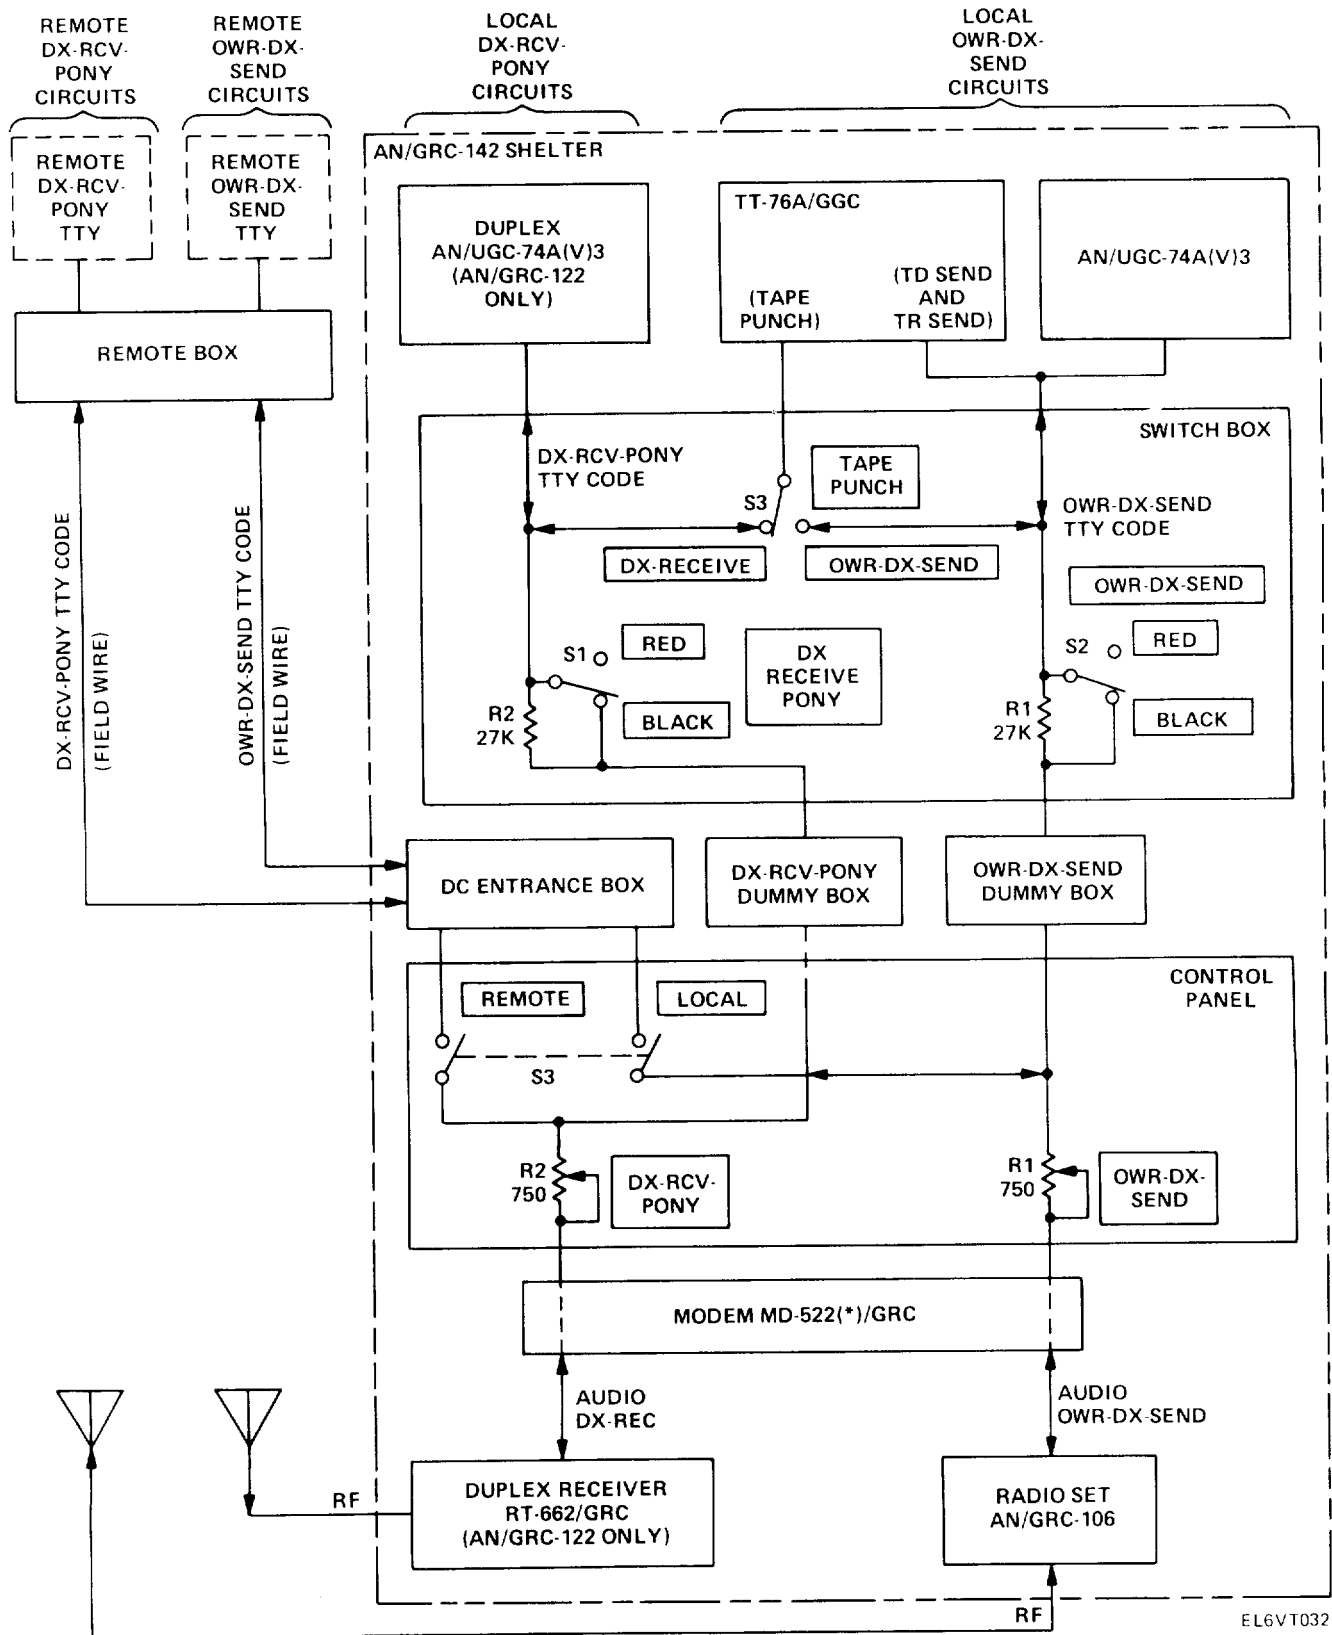 REMOTE
DX-RCV-
PONY
CIRCUITS
REMOTE
OWR-DX-
SEND
CIRCUITS
LOCAL
DX-RCV-
PONY
CIRCUITS
LOCAL
OWR-DX-
SEND
CIRCUITS
REMOTE
DX-RCV-
PONY
TTY
REMOTE
OWR-DX-
SEND
TTY
AN/GRC-142 SHELTER
DUPLEX
AN/UGC-74A(V)3
(AN/GRC-122
ONLY)
TT-76A/GGC
(TAPE
PUNCH)
(TD SEND
AND
TR SEND)
AN/UGC-74A(V)3
REMOTE BOX
SWITCH BOX
DX-RCV-PONY
TTY CODE
TAPE
PUNCH
S3
OWR-DX-SEND
TTY CODE
DX-RECEIVE
OWR-DX-SEND
OWR-DX-SEND
DX-RCV-PONY TTY CODE
(FIELD WIRE)
OWR-DX-SEND TTY CODE
(FIELD WIRE)
S1
RED
DX
RECEIVE
PONY
S2
RED
R2
27K
BLACK
R1
27K
BLACK
DC ENTRANCE BOX
DX-RCV-PONY
DUMMY BOX
OWR-DX-SEND
DUMMY BOX
CONTROL
PANEL
REMOTE
LOCAL
S3
R2
750
DX-RCV-
PONY
R1
750
OWR-DX-
SEND
MODEM MD-522(*)/GRC
AUDIO
DX-REC
AUDIO
OWR-DX-SEND
DUPLEX RECEIVER
RT-662/GRC
(AN/GRC-122 ONLY)
RADIO SET
AN/GRC-106
RF
RF
EL6VT032